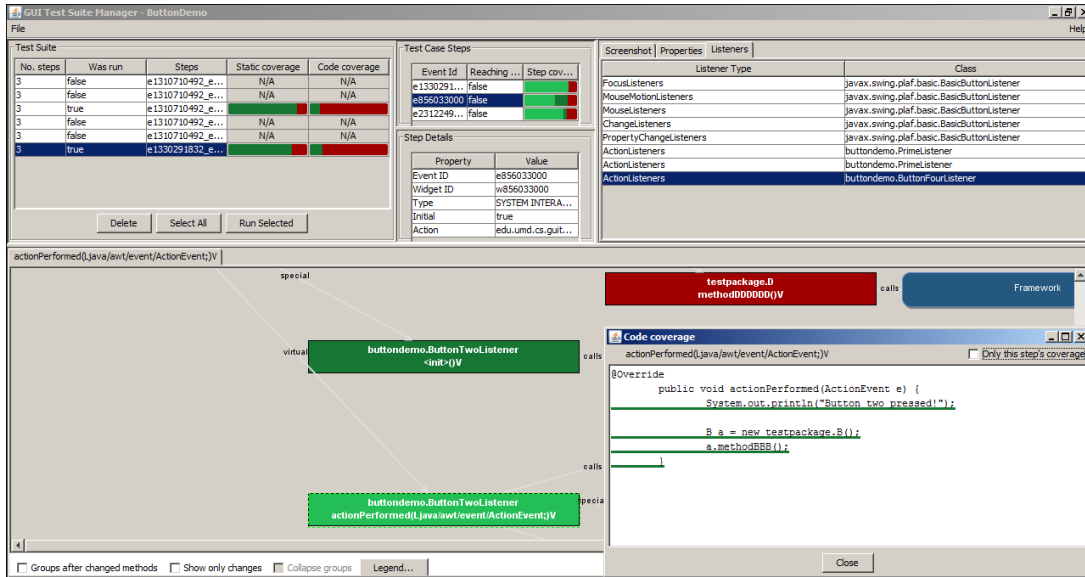 GUI Test Suite Manager - ButtonDemo
File Help
Test Suite
No. steps Was run Steps Static coverage Code coverage
3 false e1310710492_e... N/A N/A
3 false e1310710492_e... N/A N/A
3 true e1310710492_e...
3 false e1310710492_e... N/A N/A
3 false e1310710492_e... N/A N/A
3 true e1330291832_e...
Delete Select All Run Selected
Test Case Steps
Event Id Reaching ... Step cov...
e1330291... false
e856033000 false
e2312249... false
Step Details
Property Value
Event ID e856033000
Widget ID w856033000
Type SYSTEM INTERA...
Initial true
Action edu.umd.cs.guit...
Screenshot Properties Listeners
Listener Type Class
FocusListeners javax.swing.plaf.basic.BasicButtonListener
MouseMotionListeners javax.swing.plaf.basic.BasicButtonListener
MouseListeners javax.swing.plaf.basic.BasicButtonListener
ChangeListeners javax.swing.plaf.basic.BasicButtonListener
PropertyChangeListeners javax.swing.plaf.basic.BasicButtonListener
ActionListeners buttondemo.PrimeListener
ActionListeners buttondemo.PrimeListener
ActionListeners buttondemo.ButtonFourListener
actionPerformed(Ljava/awt/event/ActionEvent;)V
special
testpackage.D
methodDDDDDD()V
calls
Framework
virtual
buttondemo.ButtonTwoListener
<init>()V
calls
calls
buttondemo.ButtonTwoListener
actionPerformed(Ljava/awt/event/ActionEvent;)V
specia
Groups after changed methods Show only changes Collapse groups Legend...
Code coverage
actionPerformed(Ljava/awt/event/ActionEvent;)V Only this step's coverage
@Override
public void actionPerformed(ActionEvent e) {
System.out.println("Button two pressed!");
B a = new testpackage.B();
a.methodBBB();
}
Close